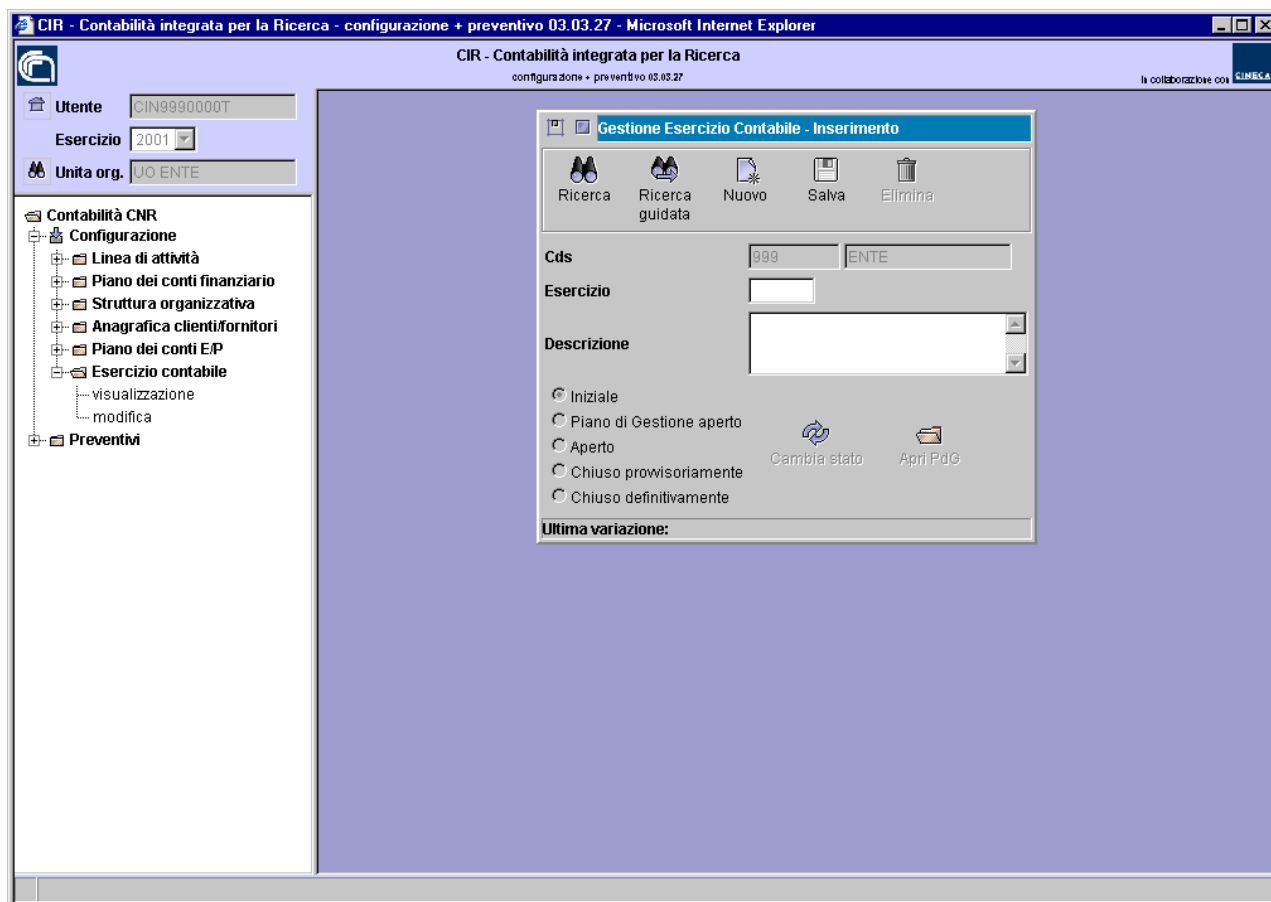 CIR - Contabilità integrata per la Ricerca - configurazione + preventivo 03.03.27 - Microsoft Internet Explorer
CIR - Contabilità integrata per la Ricerca
configurazione + preventivo 03.03.27
In collaborazione con CINECA
Utente CIN9990000T
Esercizio 2001
Unita org. UO ENTE
Contabilità CNR
Configurazione
Linea di attività
Piano dei conti finanziario
Struttura organizzativa
Anagrafica clienti/fornitori
Piano dei conti E/P
Esercizio contabile
visualizzazione
modifica
Preventivi
Gestione Esercizio Contabile - Inserimento
Ricerca
Ricerca guidata
Nuovo
Salva
Elimina
Cds 999 ENTE
Esercizio
Descrizione
Iniziale
Piano di Gestione aperto
Aperto
Chiuso provvisoriamente
Chiuso definitivamente
Cambia stato
Apri PdG
Ultima variazione: